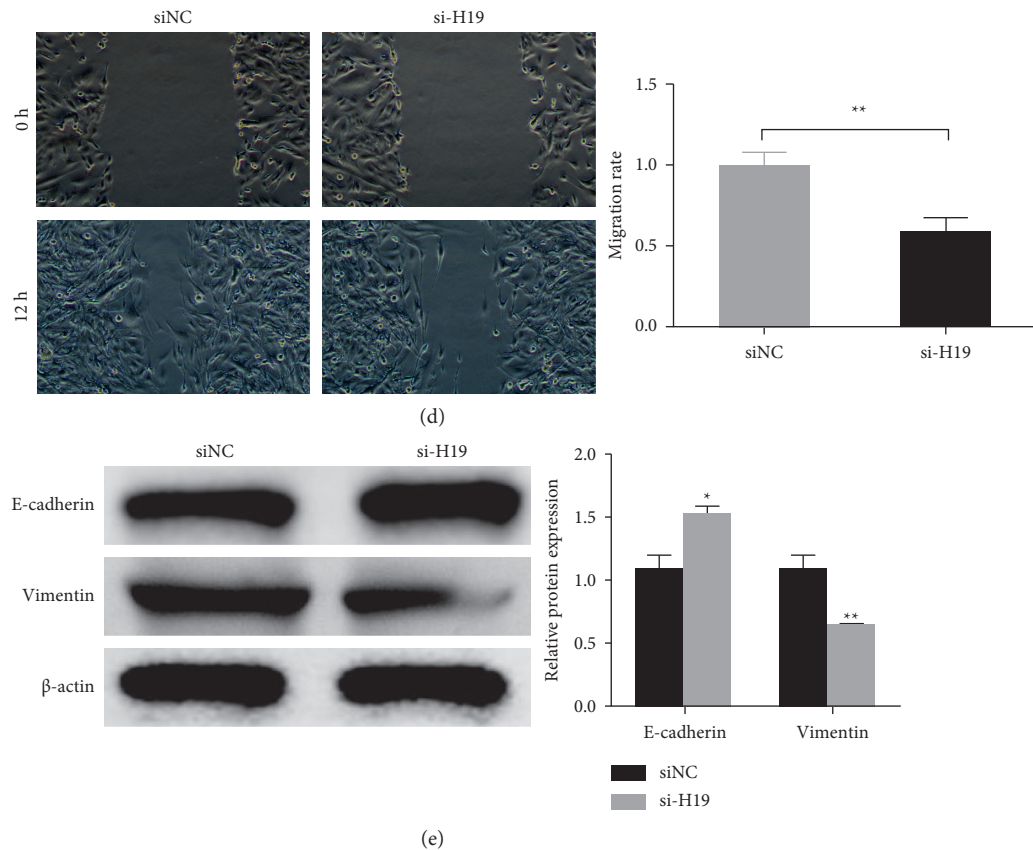 siNC
si-H19
0 h
12 h
Migration rate
1.5
1.0
0.5
0.0
**
siNC
si-H19
(d)
siNC
si-H19
E-cadherin
Vimentin
β-actin
Relative protein expression
2.0
1.5
1.0
0.5
0.0
*
**
E-cadherin
Vimentin
siNC
si-H19
(e)